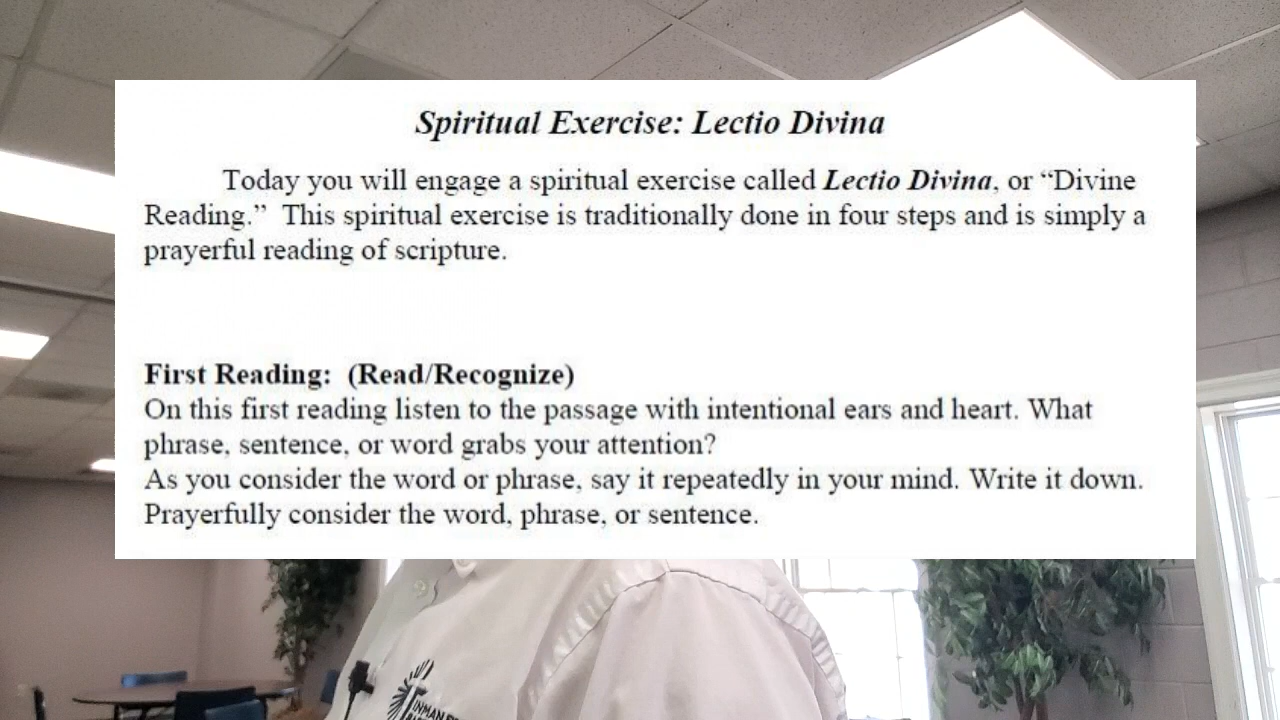 Spiritual Exercise: Lectio Divina
Today you will engage a spiritual exercise called Lectio Divina, or “Divine
Reading.” This spiritual exercise is traditionally done in four steps and is simply a
prayerful reading of scripture.
First Reading: (Read/Recognize)
On this first reading listen to the passage with intentional ears and heart. What
phrase, sentence, or word grabs your attention?
As you consider the word or phrase, say it repeatedly in your mind. Write it down.
Prayerfully consider the word, phrase, or sentence.
INMAN